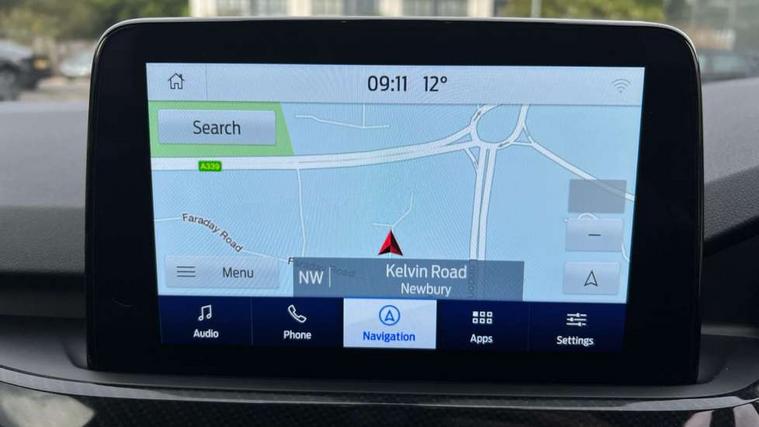 09:11 12°
Search
A339
Faraday Road
Menu
NW
Kelvin Road
Newbury
Audio
Phone
Navigation
Apps
Settings